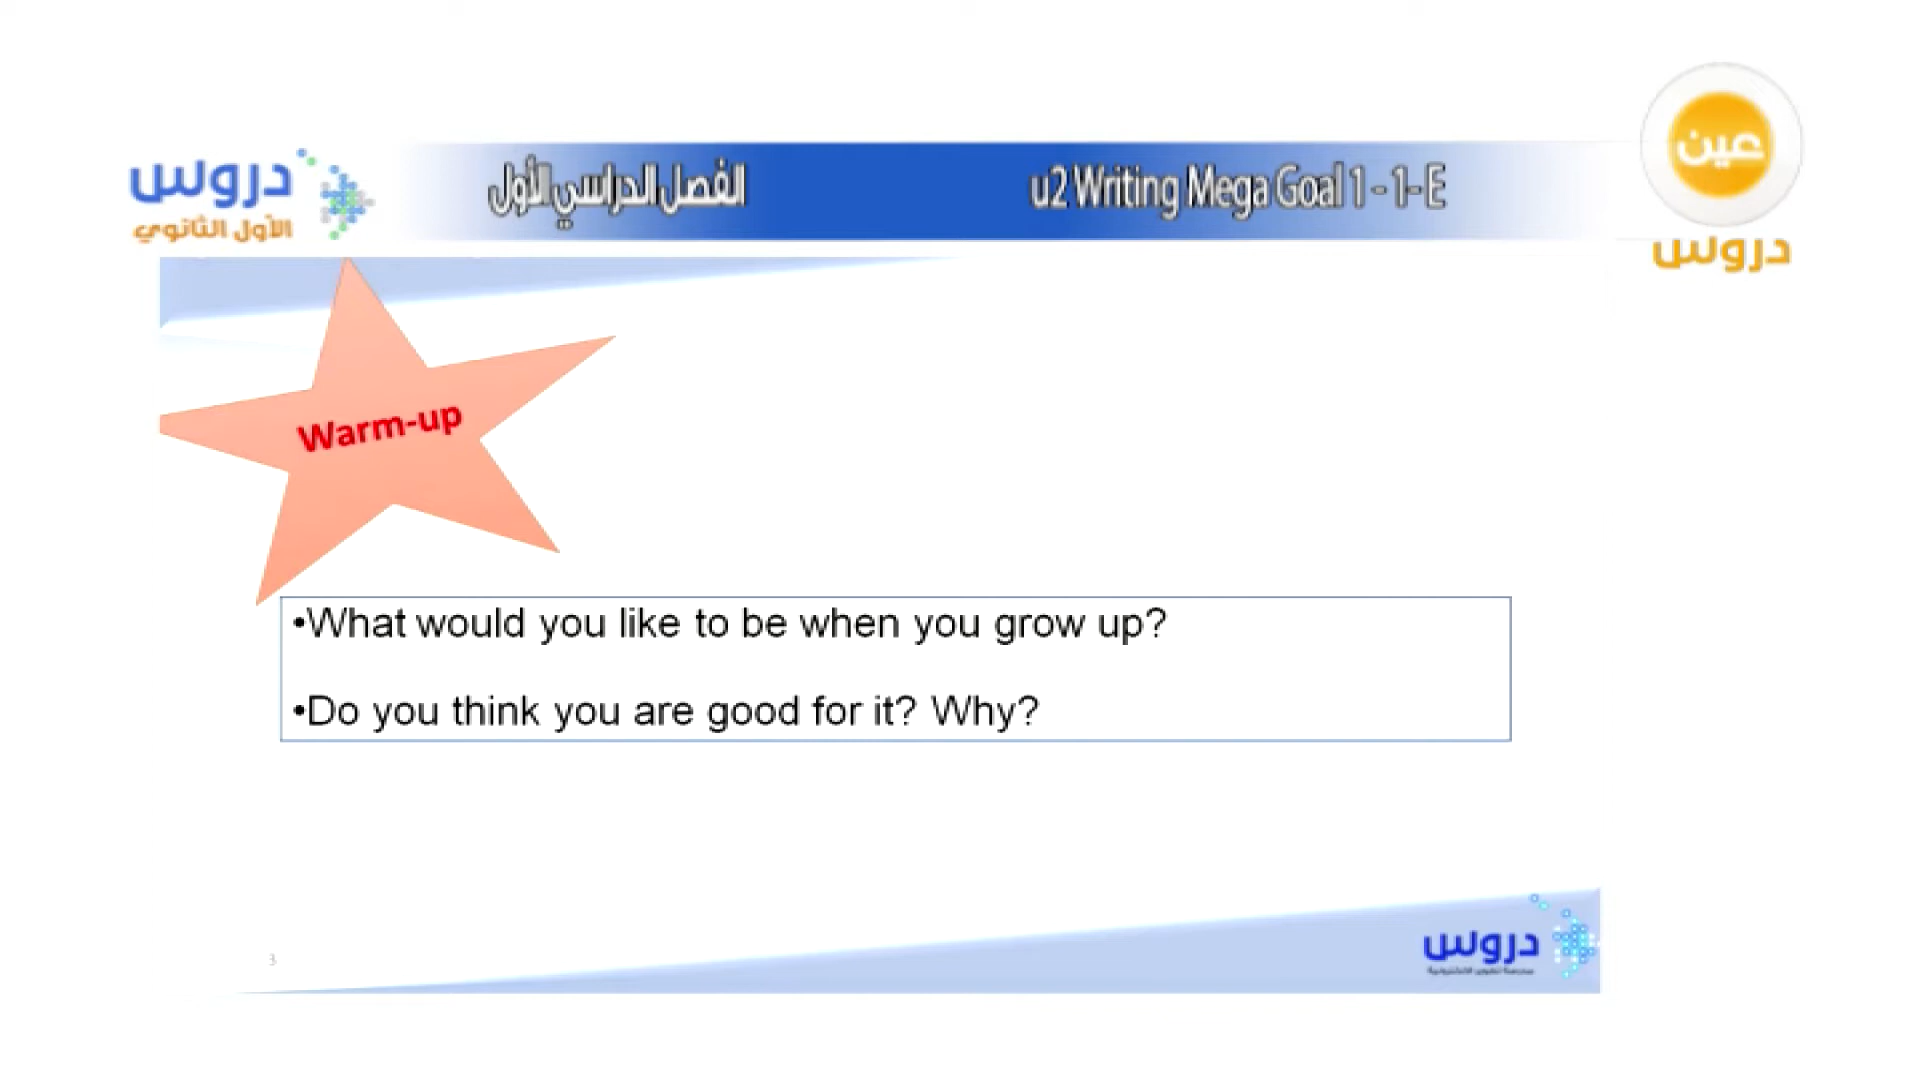 عين
دروس
دروس
الأول الثانوي
الفصل الدراسي الأول
u2 Writing Mega Goal 1 - 1- E
Warm-up
•What would you like to be when you grow up?
•Do you think you are good for it? Why?
3
دروس